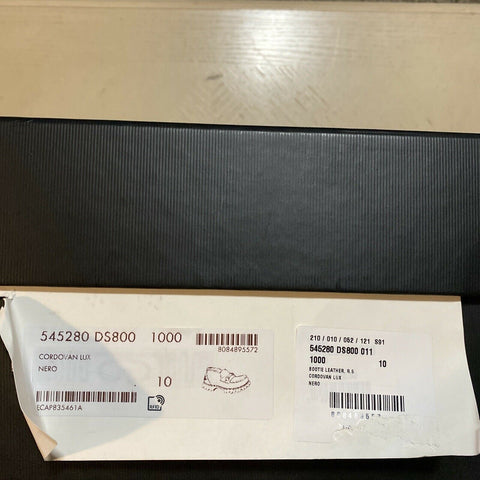 545280 DS800 1000
8084895572
CORDOVAN LUX
NERO
10
ECAP835461A
210 / 010 / 052 / 121 S91
545280 DS800 011
1000 10
BOOTIE LEATHER, R.S
CORDOVAN LUX
NERO